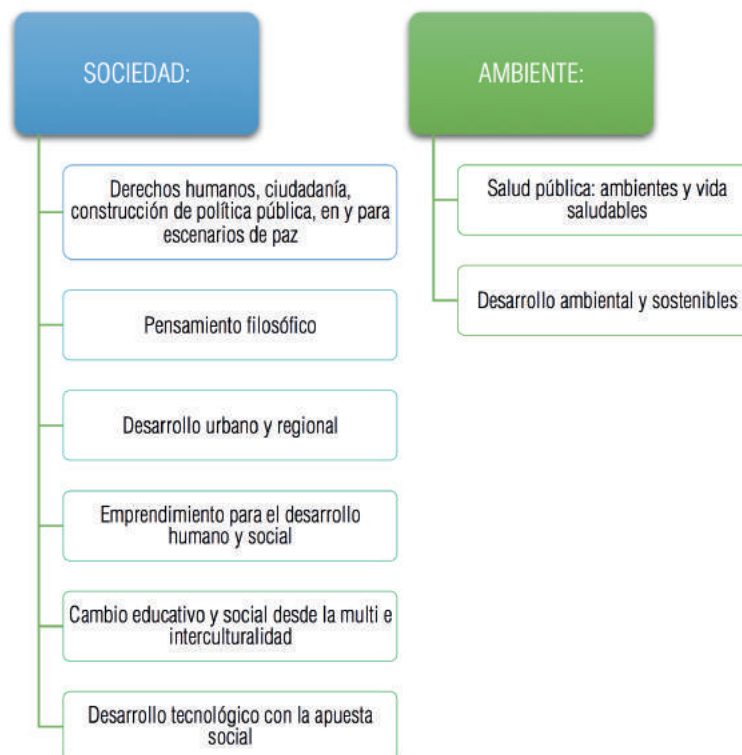 SOCIEDAD:
Derechos humanos, ciudadanía,
construcción de política pública, en y para
escenarios de paz
Pensamiento filosófico
Desarrollo urbano y regional
Emprendimiento para el desarrollo
humano y social
Cambio educativo y social desde la multi e
interculturalidad
Desarrollo tecnológico con la apuesta
social
AMBIENTE:
Salud pública: ambientes y vida
saludables
Desarrollo ambiental y sostenibles